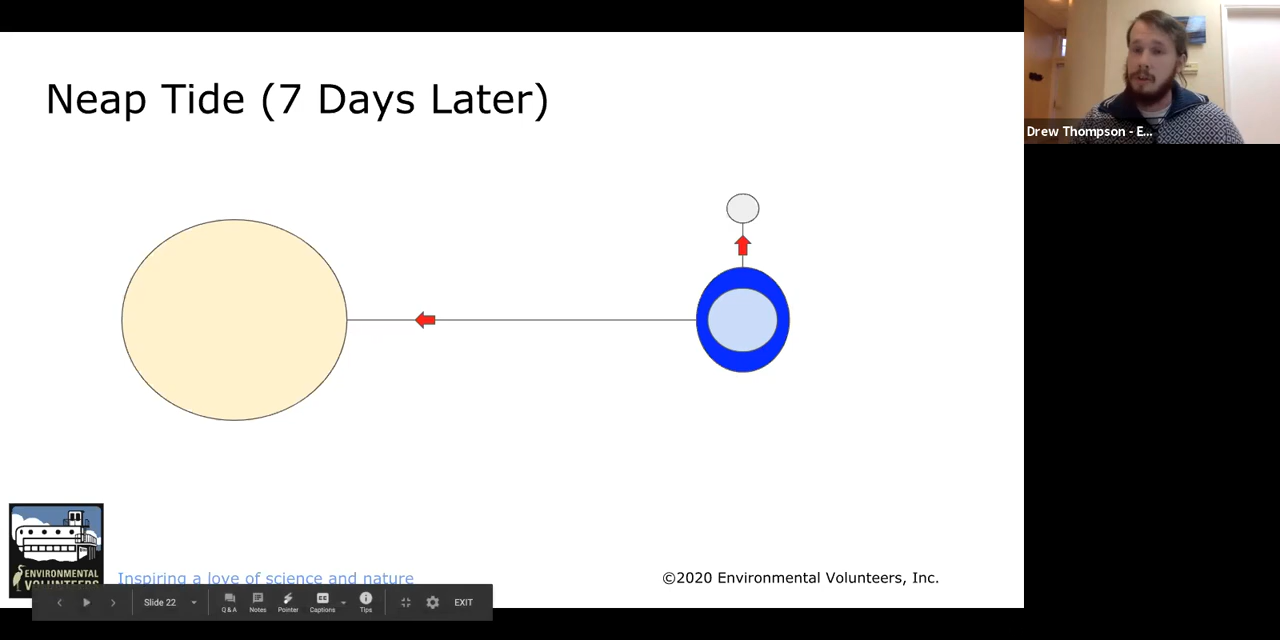 Neap Tide (7 Days Later)
Drew Thompson - E...
ENVIRONMENTAL
VOLUNTEERS
Inspiring a love of science and nature
©2020 Environmental Volunteers, Inc.
Slide 22
Q & A
Notes
Pointer
CC
Captions
Tips
EXIT